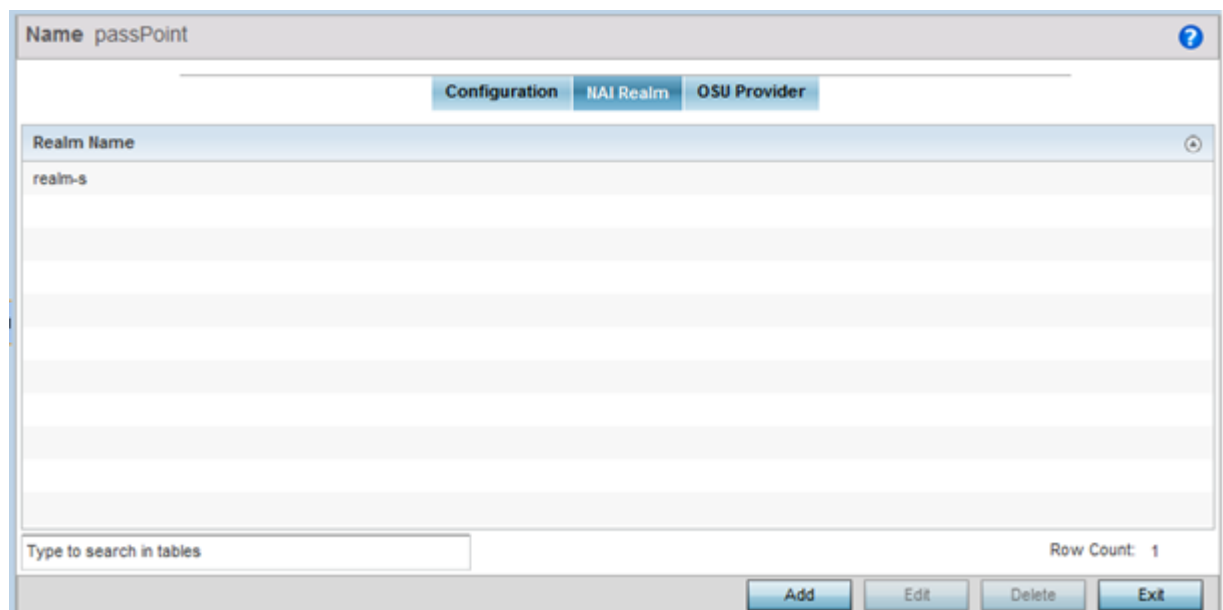 Name passPoint ?
Configuration NAI Realm OSU Provider
Realm Name
realm-s
Type to search in tables Row Count: 1
Add Edit Delete Exit